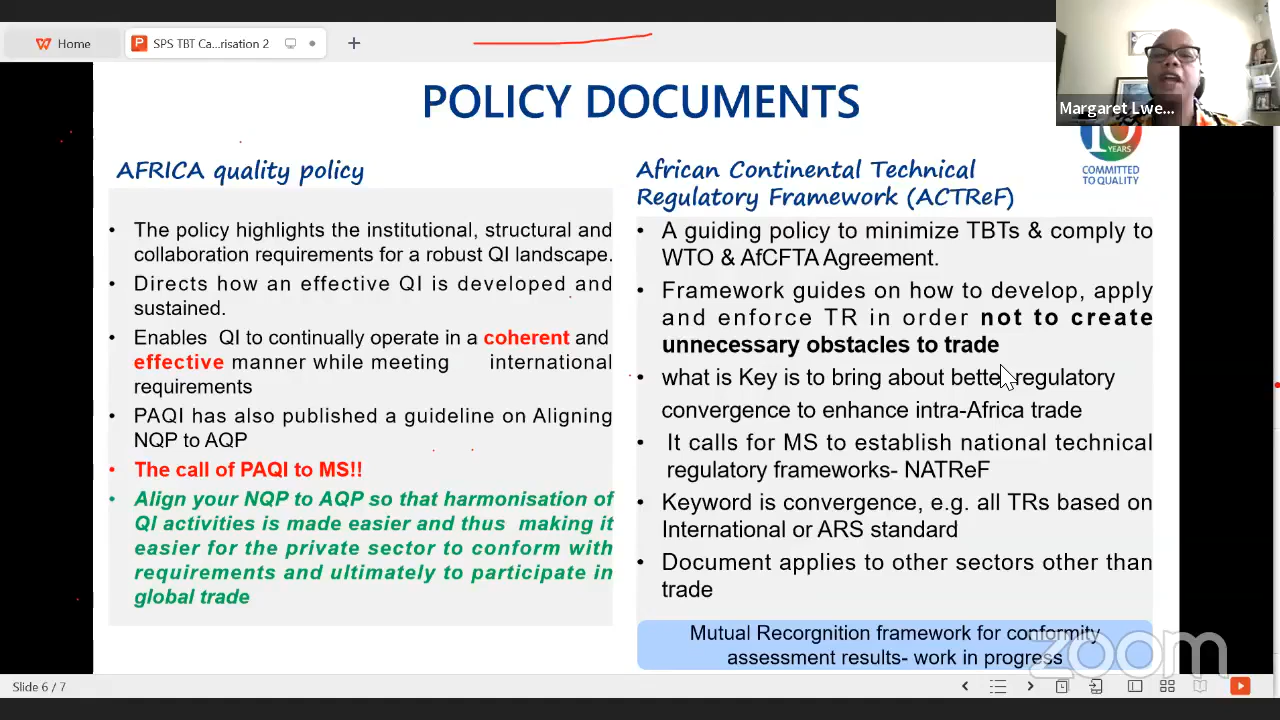 Home
SPS TBT Ca...risation 2
Margaret Lwe...
POLICY DOCUMENTS
10
YEARS
COMMITTED
TO QUALITY
AFRICA quality policy
The policy highlights the institutional, structural and
collaboration requirements for a robust QI landscape.
Directs how an effective QI is developed and
sustained.
Enables QI to continually operate in a coherent and
effective manner while meeting international
requirements
PAQI has also published a guideline on Aligning
NQP to AQP
The call of PAQI to MS!!
Align your NQP to AQP so that harmonisation of
QI activities is made easier and thus making it
easier for the private sector to conform with
requirements and ultimately to participate in
global trade
African Continental Technical
Regulatory Framework (ACTReF)
A guiding policy to minimize TBTs & comply to
WTO & AfCFTA Agreement.
Framework guides on how to develop, apply
and enforce TR in order not to create
unnecessary obstacles to trade
what is Key is to bring about better regulatory
convergence to enhance intra-Africa trade
It calls for MS to establish national technical
regulatory frameworks- NATReF
Keyword is convergence, e.g. all TRs based on
International or ARS standard
Document applies to other sectors other than
trade
Mutual Recorgnition framework for conformity
assessment results- work in progress
zoom
Slide 6 / 7